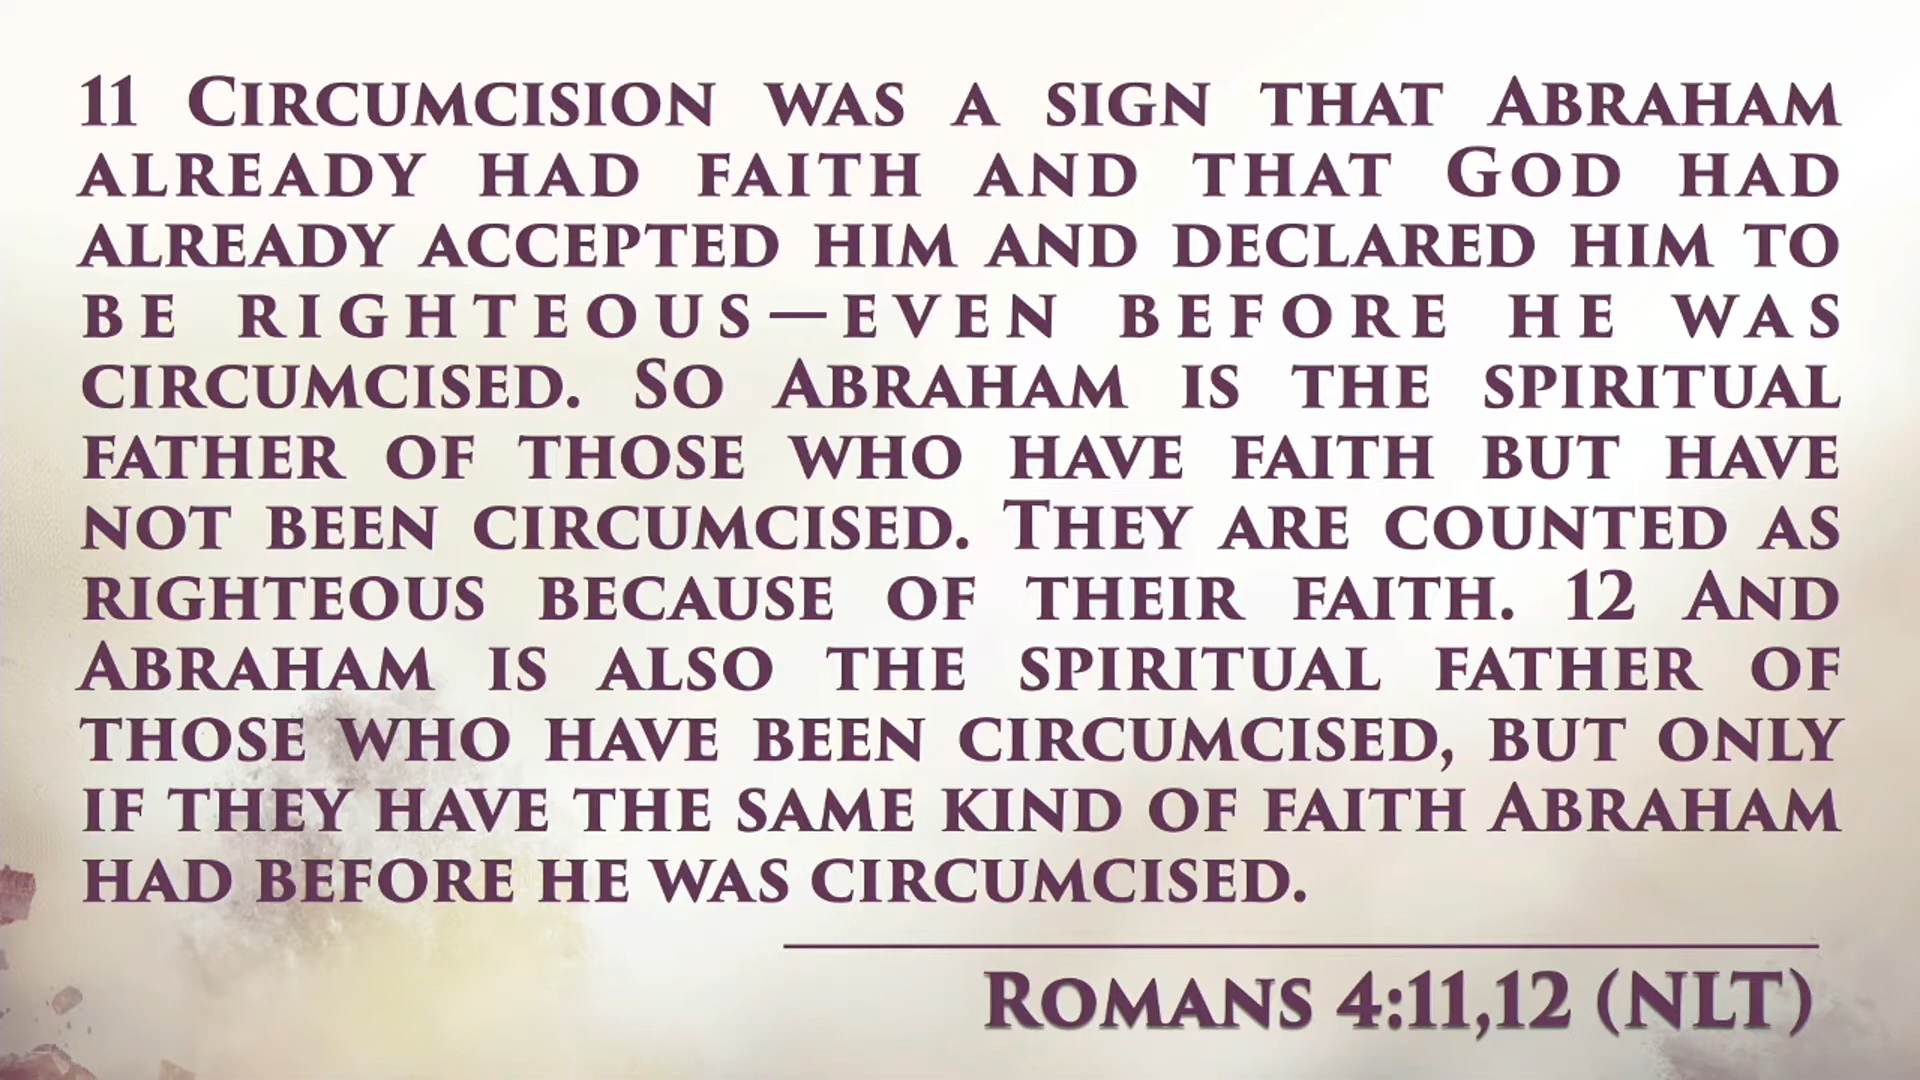 11 Circumcision was a sign that Abraham
already had faith and that God had
already accepted him and declared him to
be righteous—even before he was
circumcised. So Abraham is the spiritual
father of those who have faith but have
not been circumcised. They are counted as
righteous because of their faith. 12 And
Abraham is also the spiritual father of
those who have been circumcised, but only
if they have the same kind of faith Abraham
had before he was circumcised.
Romans 4:11,12 (NLT)